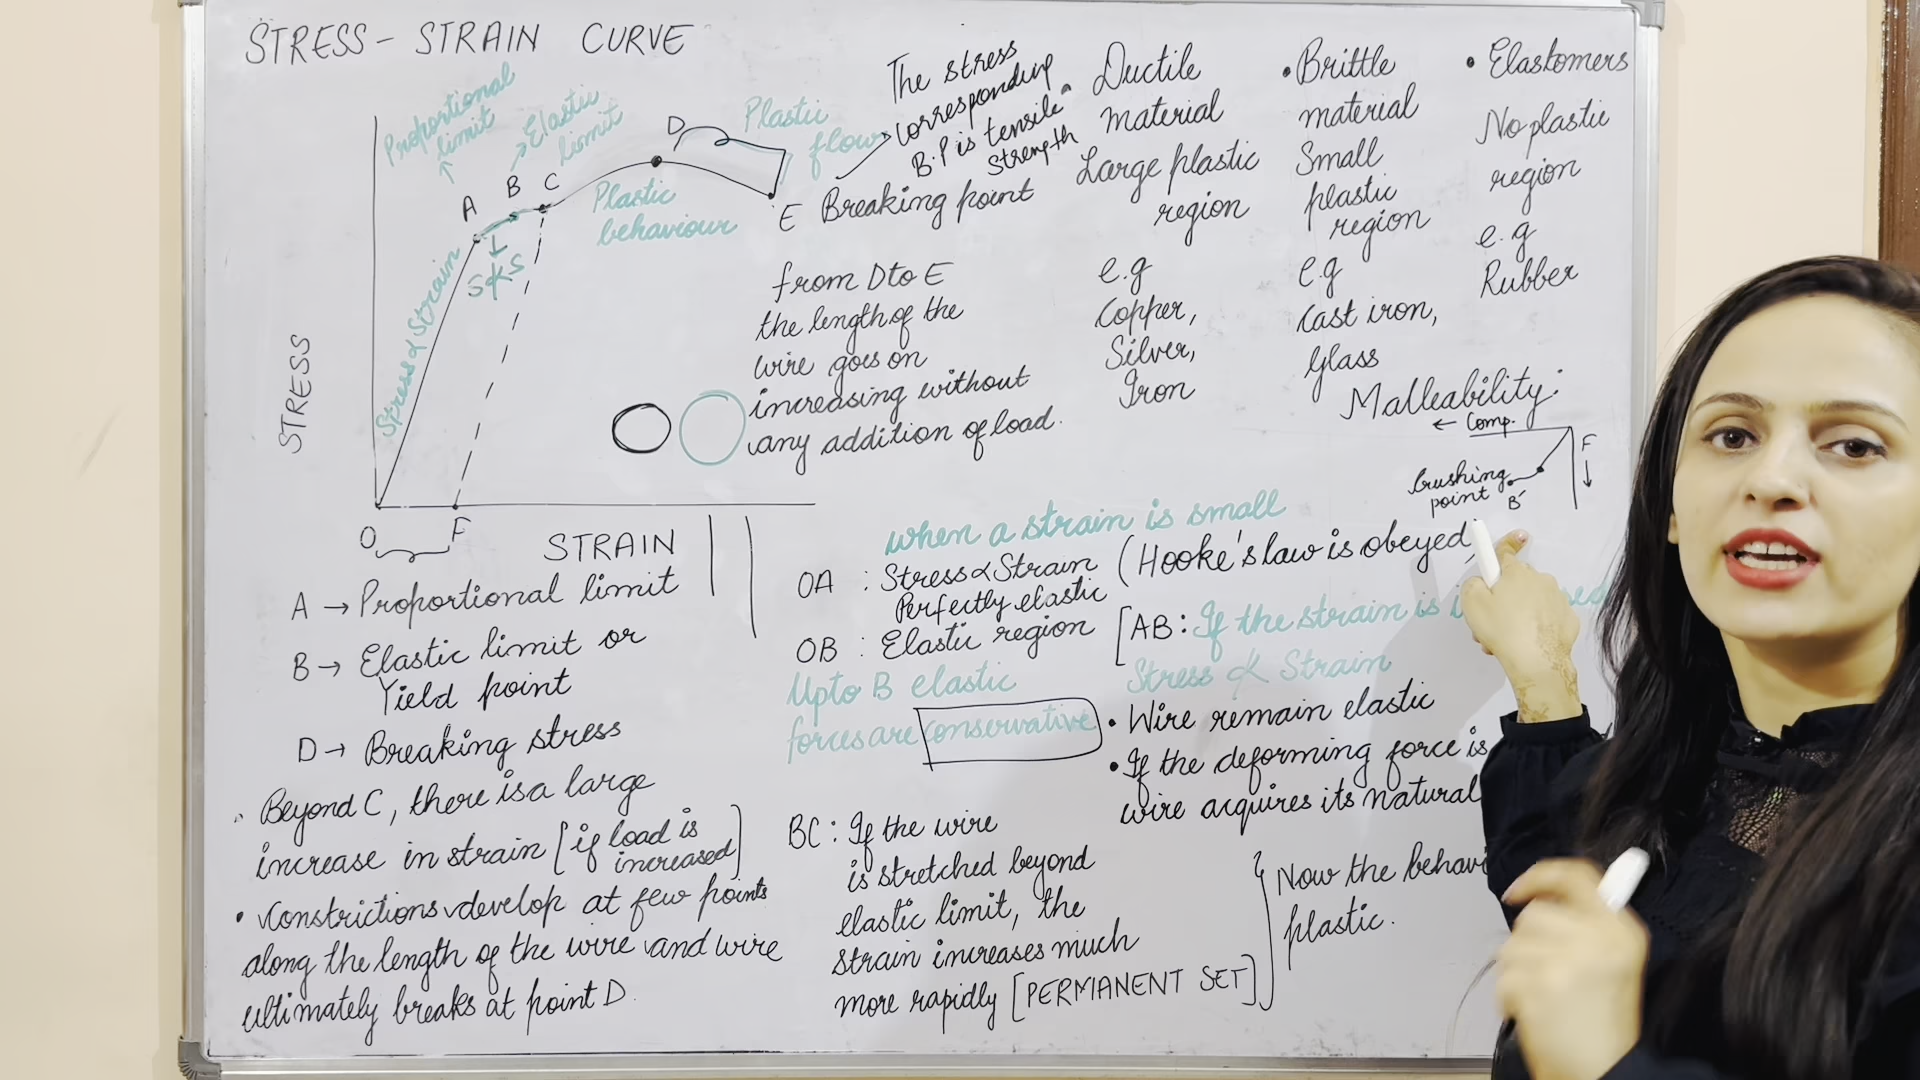 STRESS - STRAIN CURVE
Proportional
limit
Elastic
limit
A
B
C
D
E
Plastic
flow
Plastic
behaviour
Stress ∝ Strain
STRESS
O
F
STRAIN
The stress
corresponding
B.P is tensile
Strength
Breaking point
from D to E
the length of the
wire goes on
increasing without
any addition of load.
Ductile
material
Large plastic
region
e.g
Copper,
Silver,
Iron
• Brittle
material
Small
plastic
region
e.g
Cast iron,
Glass
• Elastomers
No plastic
region
e.g
Rubber
Malleability:
← Comp.
F
Crushing
point
B'
A → Proportional limit
B → Elastic limit or
Yield point
D → Breaking stress
Beyond C, there is a large
increase in strain [if load is
increased]
• Constrictions develop at few points
along the length of the wire and wire
ultimately breaks at point D.
when a strain is small
OA : Stress ∝ Strain (Hooke's law is obeyed
Perfectly elastic
OB : Elastic region
Upto B elastic
forces are conservative
[AB: If the strain is
Stress ∝̸ Strain
• Wire remain elastic
• If the deforming force is
wire acquires its natural
BC: If the wire
is stretched beyond
elastic limit, the
strain increases much
more rapidly [PERMANENT SET]
Now the behavi
plastic.